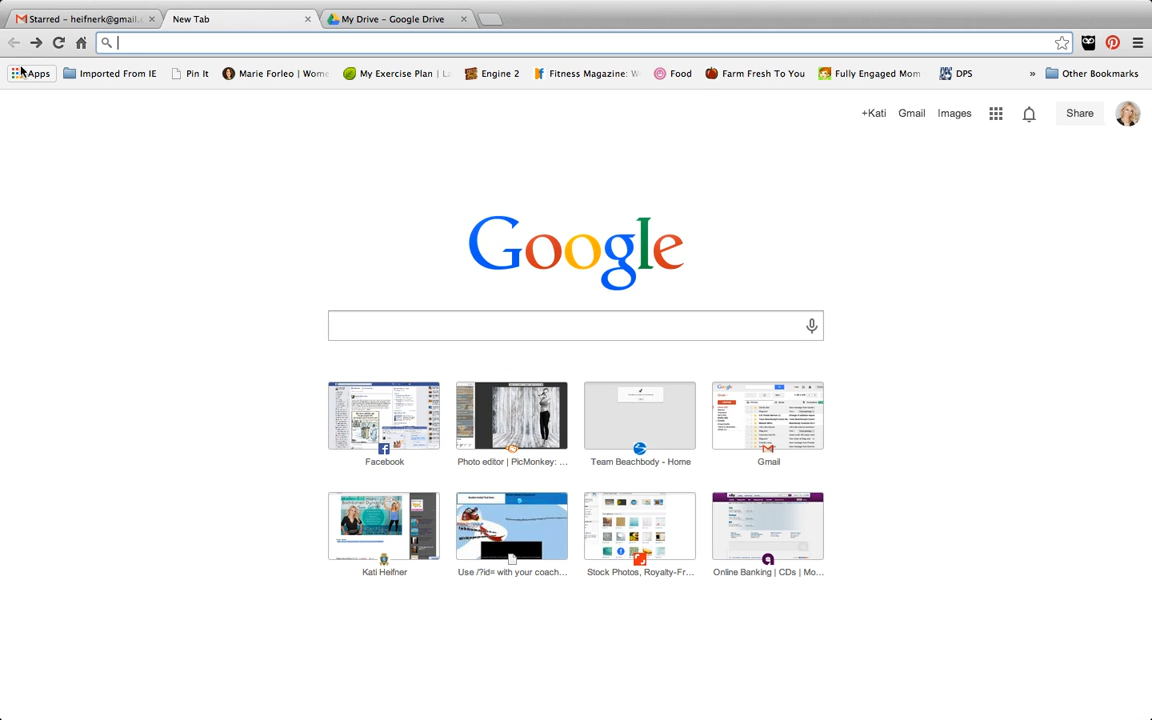 Starred - heifnerk@gmail.c
New Tab
My Drive - Google Drive
Apps
Imported From IE
Pin It
Marie Forleo | Wome
My Exercise Plan | La
Engine 2
Fitness Magazine: W
Food
Farm Fresh To You
Fully Engaged Mom
DPS
»
Other Bookmarks
+Kati
Gmail
Images
Share
Google
Facebook
Photo editor | PicMonkey: ...
Team Beachbody - Home
Gmail
Kati Heifner
Use /?id= with your coach...
Stock Photos, Royalty-Fr...
Online Banking | CDs | Mo...